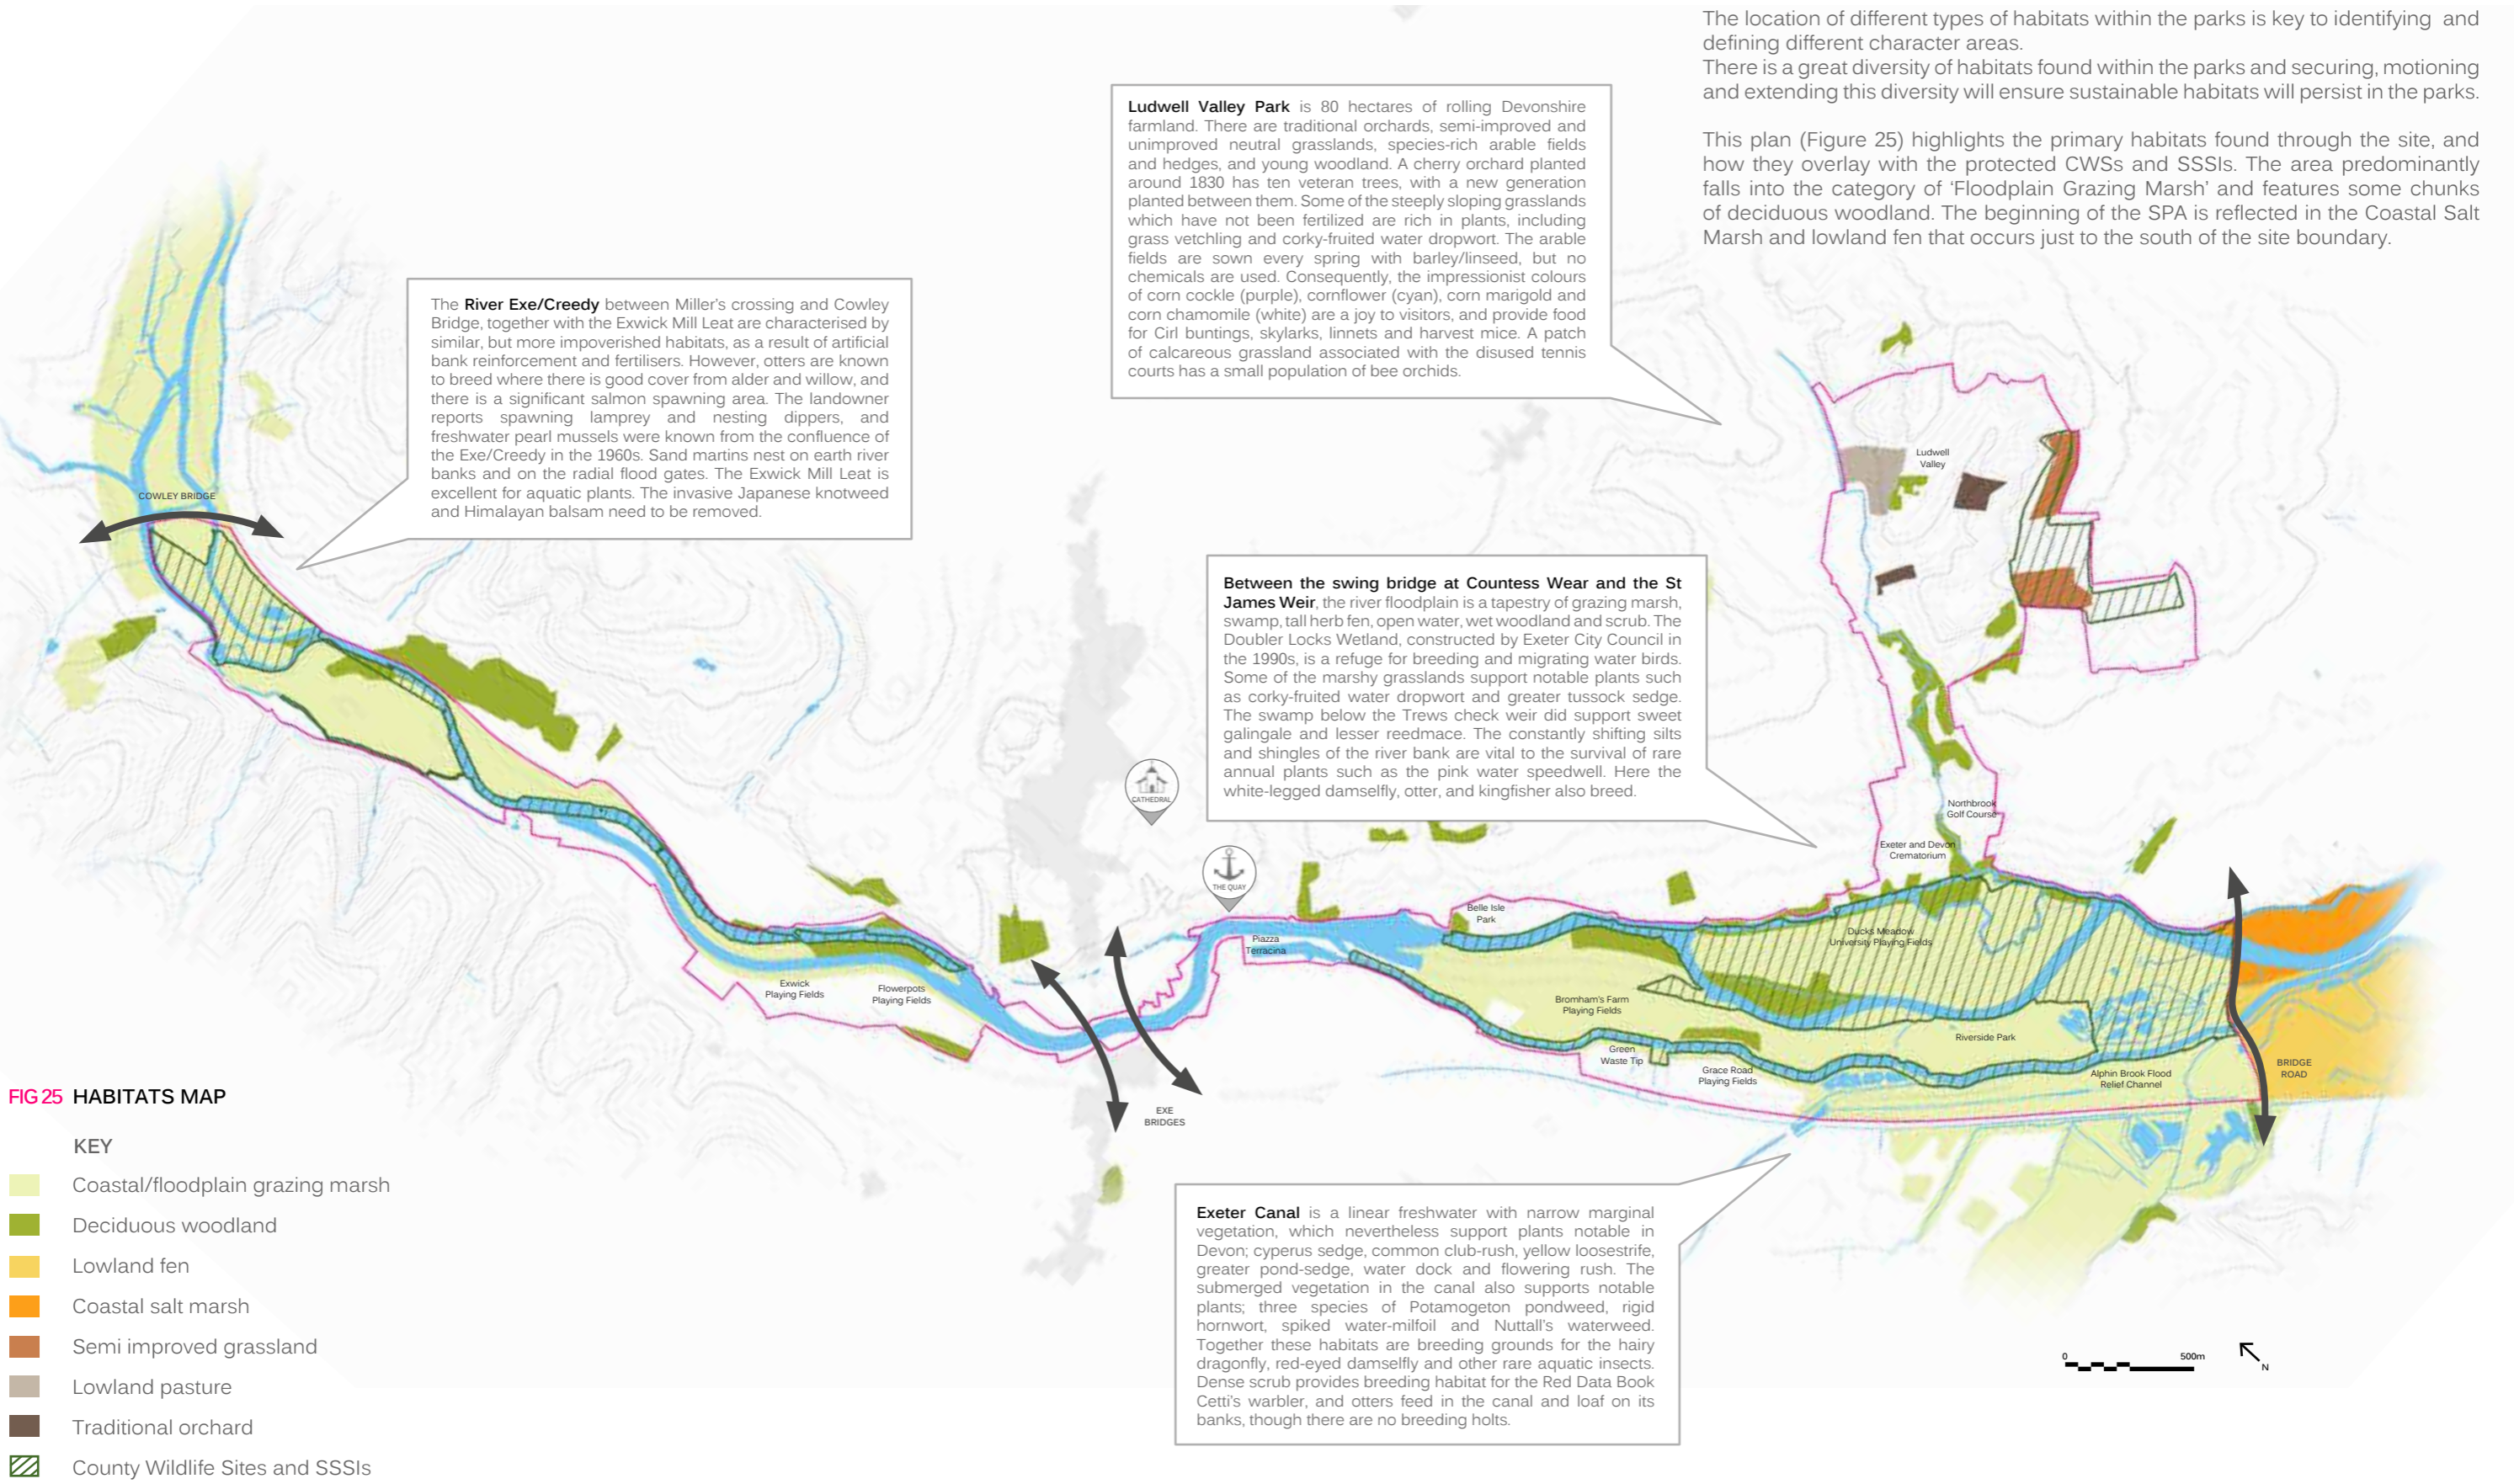 The location of different types of habitats within the parks is key to identifying and
defining different character areas.
There is a great diversity of habitats found within the parks and securing, motioning
and extending this diversity will ensure sustainable habitats will persist in the parks.
This plan (Figure 25) highlights the primary habitats found through the site, and
how they overlay with the protected CWSs and SSSIs. The area predominantly
falls into the category of ‘Floodplain Grazing Marsh’ and features some chunks
of deciduous woodland. The beginning of the SPA is reflected in the Coastal Salt
Marsh and lowland fen that occurs just to the south of the site boundary.
Ludwell Valley Park is 80 hectares of rolling Devonshire
farmland. There are traditional orchards, semi-improved and
unimproved neutral grasslands, species-rich arable fields
and hedges, and young woodland. A cherry orchard planted
around 1830 has ten veteran trees, with a new generation
planted between them. Some of the steeply sloping grasslands
which have not been fertilized are rich in plants, including
grass vetchling and corky-fruited water dropwort. The arable
fields are sown every spring with barley/linseed, but no
chemicals are used. Consequently, the impressionist colours
of corn cockle (purple), cornflower (cyan), corn marigold and
corn chamomile (white) are a joy to visitors, and provide food
for Cirl buntings, skylarks, linnets and harvest mice. A patch
of calcareous grassland associated with the disused tennis
courts has a small population of bee orchids.
The River Exe/Creedy between Miller's crossing and Cowley
Bridge, together with the Exwick Mill Leat are characterised by
similar, but more impoverished habitats, as a result of artificial
bank reinforcement and fertilisers. However, otters are known
to breed where there is good cover from alder and willow, and
there is a significant salmon spawning area. The landowner
reports spawning lamprey and nesting dippers, and
freshwater pearl mussels were known from the confluence of
the Exe/Creedy in the 1960s. Sand martins nest on earth river
banks and on the radial flood gates. The Exwick Mill Leat is
excellent for aquatic plants. The invasive Japanese knotweed
and Himalayan balsam need to be removed.
COWLEY BRIDGE
Ludwell
Valley
Between the swing bridge at Countess Wear and the St
James Weir, the river floodplain is a tapestry of grazing marsh,
swamp, tall herb fen, open water, wet woodland and scrub. The
Doubler Locks Wetland, constructed by Exeter City Council in
the 1990s, is a refuge for breeding and migrating water birds.
Some of the marshy grasslands support notable plants such
as corky-fruited water dropwort and greater tussock sedge.
The swamp below the Trews check weir did support sweet
galingale and lesser reedmace. The constantly shifting silts
and shingles of the river bank are vital to the survival of rare
annual plants such as the pink water speedwell. Here the
white-legged damselfly, otter, and kingfisher also breed.
CATHEDRAL
THE QUAY
Northbrook
Golf Course
Exeter and Devon
Crematorium
Belle Isle
Park
Piazza
Terracina
Ducks Meadow
University Playing Fields
Exwick
Playing Fields
Flowerpots
Playing Fields
Bromham's Farm
Playing Fields
Riverside Park
Green
Waste Tip
Grace Road
Playing Fields
Alphin Brook Flood
Relief Channel
BRIDGE
ROAD
EXE
BRIDGES
Exeter Canal is a linear freshwater with narrow marginal
vegetation, which nevertheless support plants notable in
Devon; cyperus sedge, common club-rush, yellow loosestrife,
greater pond-sedge, water dock and flowering rush. The
submerged vegetation in the canal also supports notable
plants; three species of Potamogeton pondweed, rigid
hornwort, spiked water-milfoil and Nuttall's waterweed.
Together these habitats are breeding grounds for the hairy
dragonfly, red-eyed damselfly and other rare aquatic insects.
Dense scrub provides breeding habitat for the Red Data Book
Cetti's warbler, and otters feed in the canal and loaf on its
banks, though there are no breeding holts.
FIG 25 HABITATS MAP
KEY
Coastal/floodplain grazing marsh
Deciduous woodland
Lowland fen
Coastal salt marsh
Semi improved grassland
Lowland pasture
Traditional orchard
County Wildlife Sites and SSSIs
0 500m
N